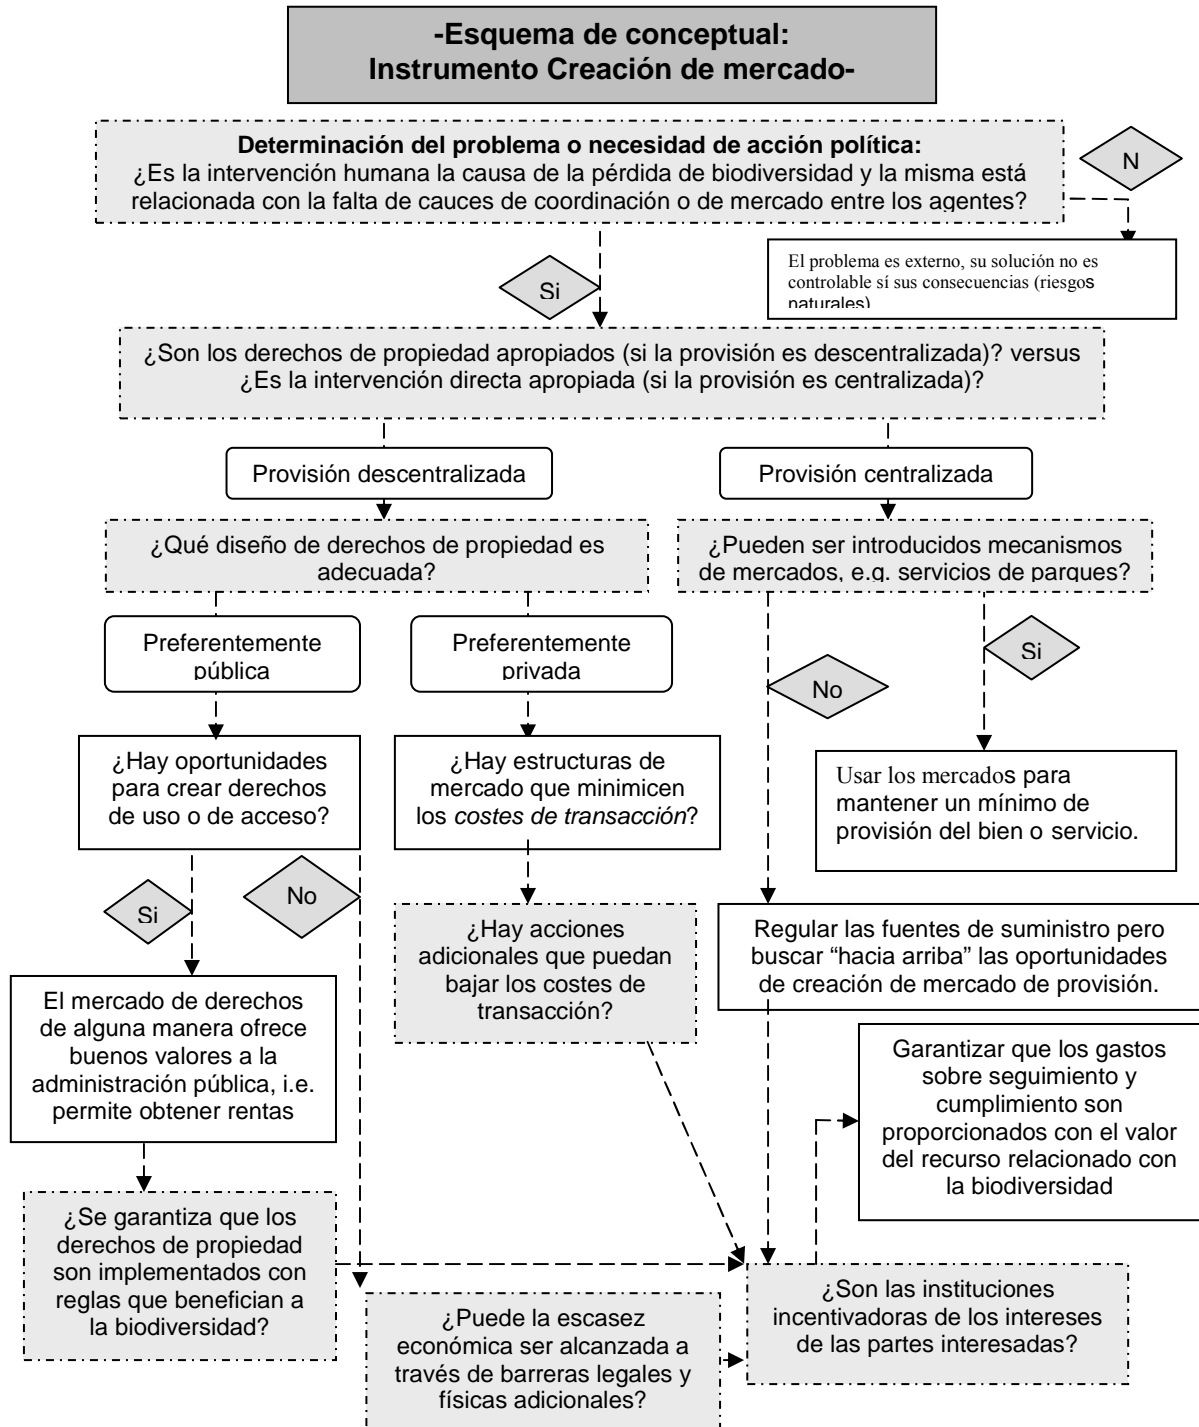 -Esquema de conceptual:
Instrumento Creación de mercado-
Determinación del problema o necesidad de acción política:
¿Es la intervención humana la causa de la pérdida de biodiversidad y la misma está
relacionada con la falta de cauces de coordinación o de mercado entre los agentes?
N
El problema es externo, su solución no es
controlable sí sus consecuencias (riesgos
naturales)
Si
¿Son los derechos de propiedad apropiados (si la provisión es descentralizada)? versus
¿Es la intervención directa apropiada (si la provisión es centralizada)?
Provisión descentralizada
Provisión centralizada
¿Qué diseño de derechos de propiedad es
adecuada?
¿Pueden ser introducidos mecanismos
de mercados, e.g. servicios de parques?
Preferentemente
pública
Preferentemente
privada
No
Si
¿Hay oportunidades
para crear derechos
de uso o de acceso?
¿Hay estructuras de
mercado que minimicen
los costes de transacción?
Usar los mercados para
mantener un mínimo de
provisión del bien o servicio.
Si
No
¿Hay acciones
adicionales que puedan
bajar los costes de
transacción?
Regular las fuentes de suministro pero
buscar “hacia arriba” las oportunidades
de creación de mercado de provisión.
El mercado de derechos
de alguna manera ofrece
buenos valores a la
administración pública, i.e.
permite obtener rentas
Garantizar que los gastos
sobre seguimiento y
cumplimiento son
proporcionados con el valor
del recurso relacionado con
la biodiversidad
¿Se garantiza que los
derechos de propiedad
son implementados con
reglas que benefician a
la biodiversidad?
¿Puede la escasez
económica ser alcanzada a
través de barreras legales y
físicas adicionales?
¿Son las instituciones
incentivadoras de los intereses
de las partes interesadas?